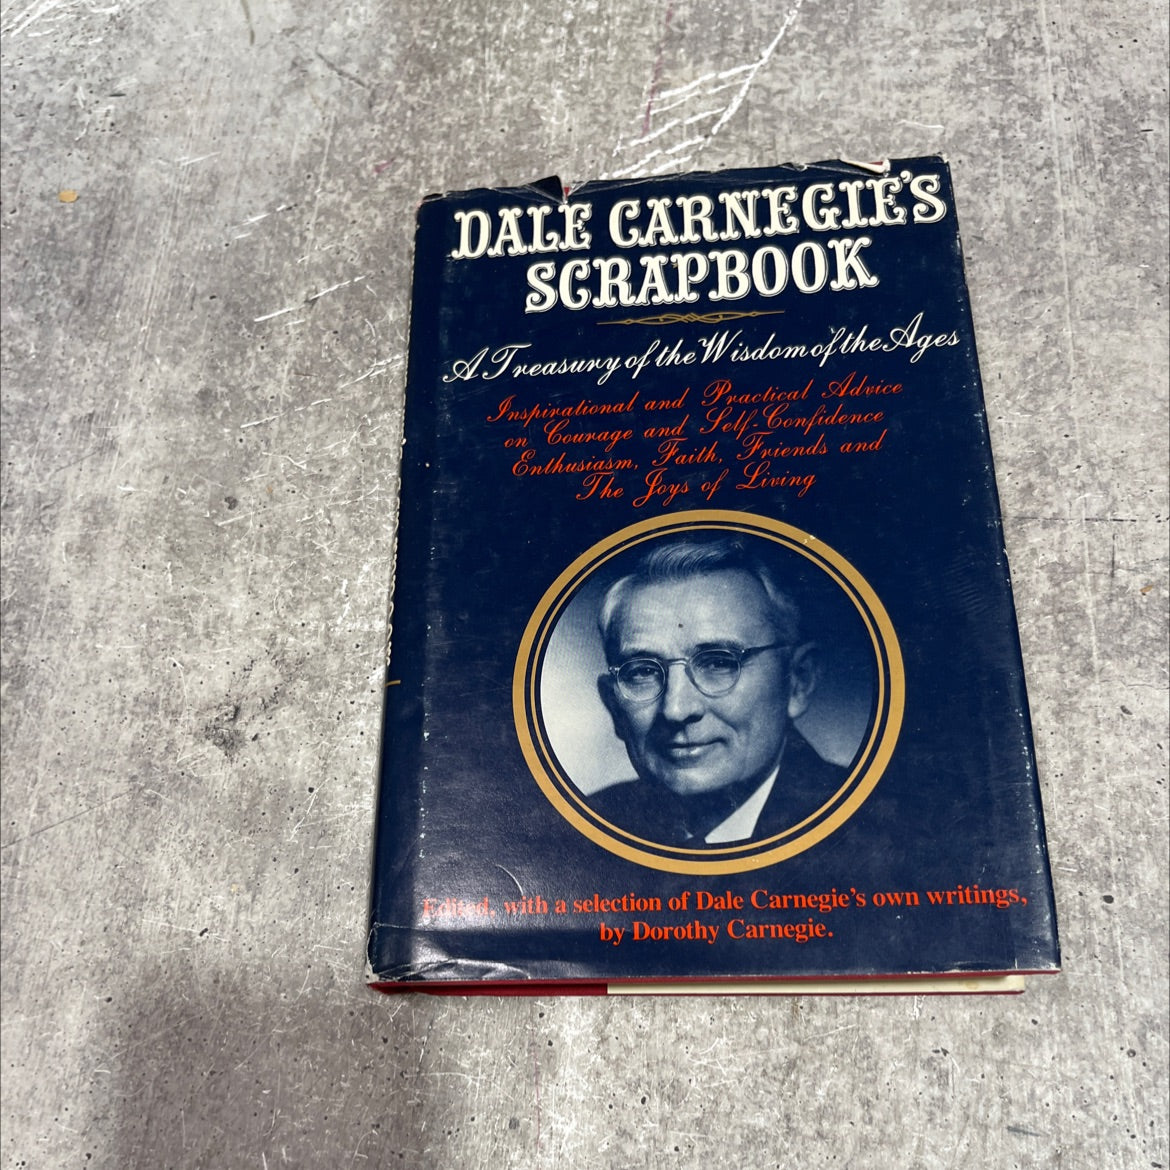 DALE CARNEGIE'S
SCRAPBOOK
A Treasury of the Wisdom of the Ages
Inspirational and Practical Advice
on Courage and Self-Confidence
Enthusiasm, Faith, Friends and
The Joys of Living
Edited, with a selection of Dale Carnegie's own writings,
by Dorothy Carnegie.